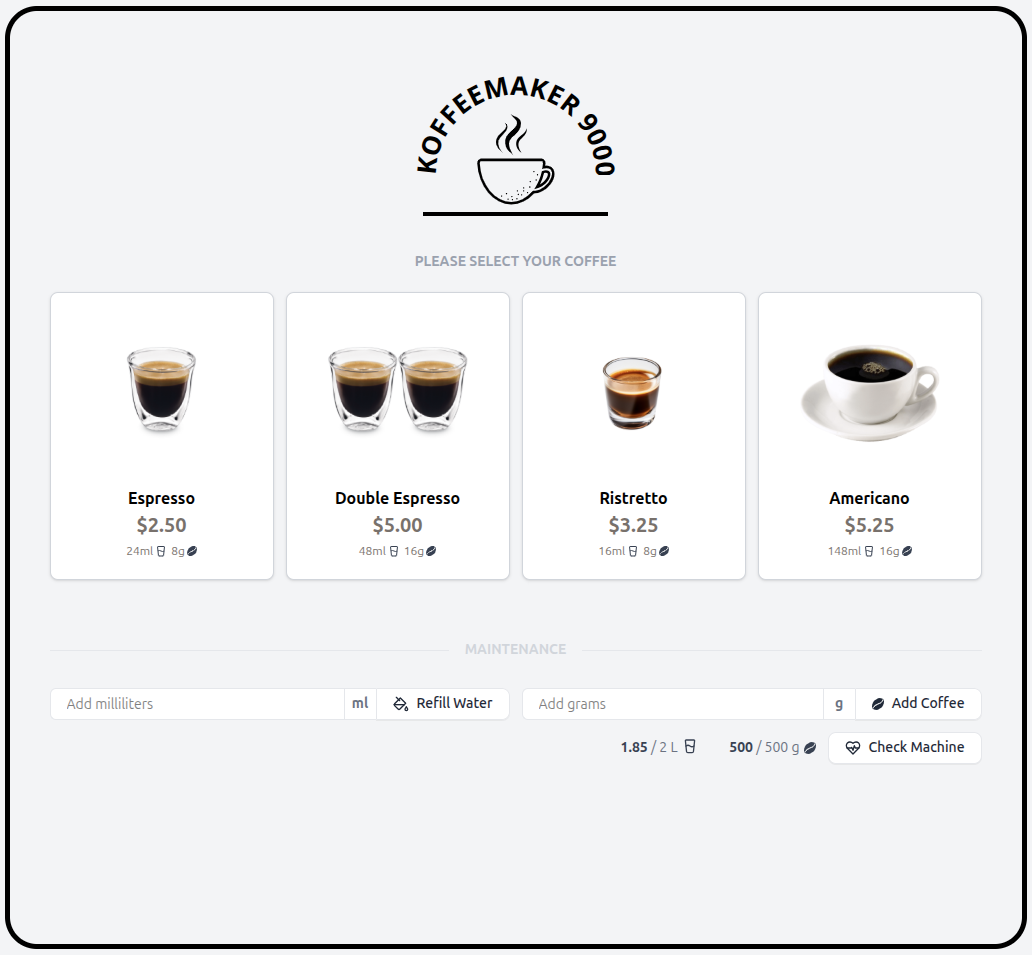 KOFFEEMAKER 9000
PLEASE SELECT YOUR COFFEE
Espresso
$2.50
24ml 8g
Double Espresso
$5.00
48ml 16g
Ristretto
$3.25
16ml 8g
Americano
$5.25
148ml 16g
MAINTENANCE
Add milliliters ml Refill Water
Add grams g Add Coffee
1.85 / 2 L 500 / 500 g Check Machine